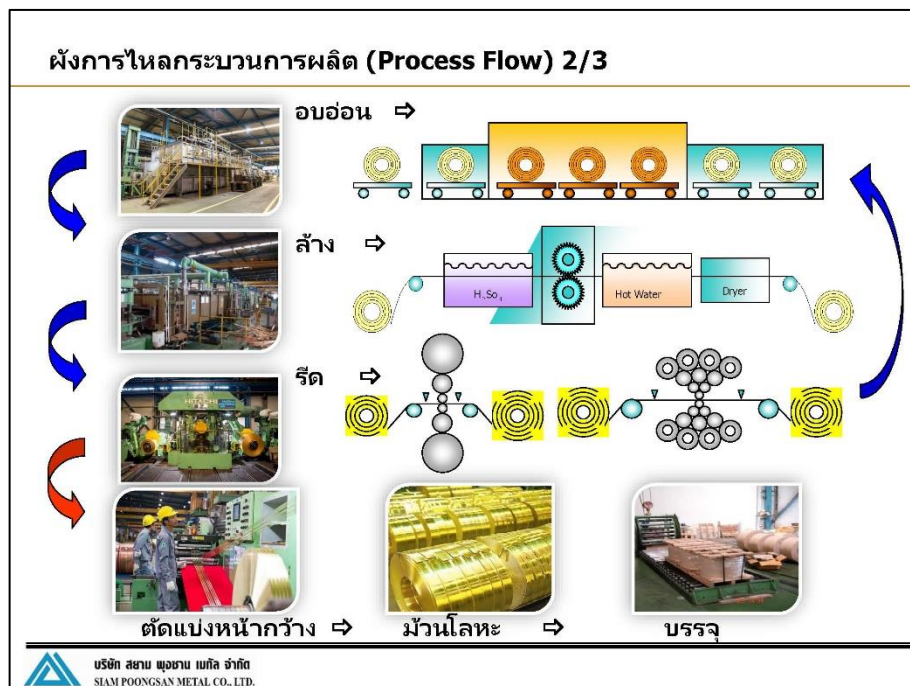 ผังการไหลกระบวนการผลิต (Process Flow) 2/3
อบอ่อน ⇨
ล้าง ⇨
H₂So₄
Hot Water
Dryer
รีด ⇨
HITACHI
ตัดแบ่งหน้ากว้าง ⇨ ม้วนโลหะ ⇨ บรรจุ
บริษัท สยาม พุงซาน เมทัล จำกัด
SIAM POONGSAN METAL CO., LTD.